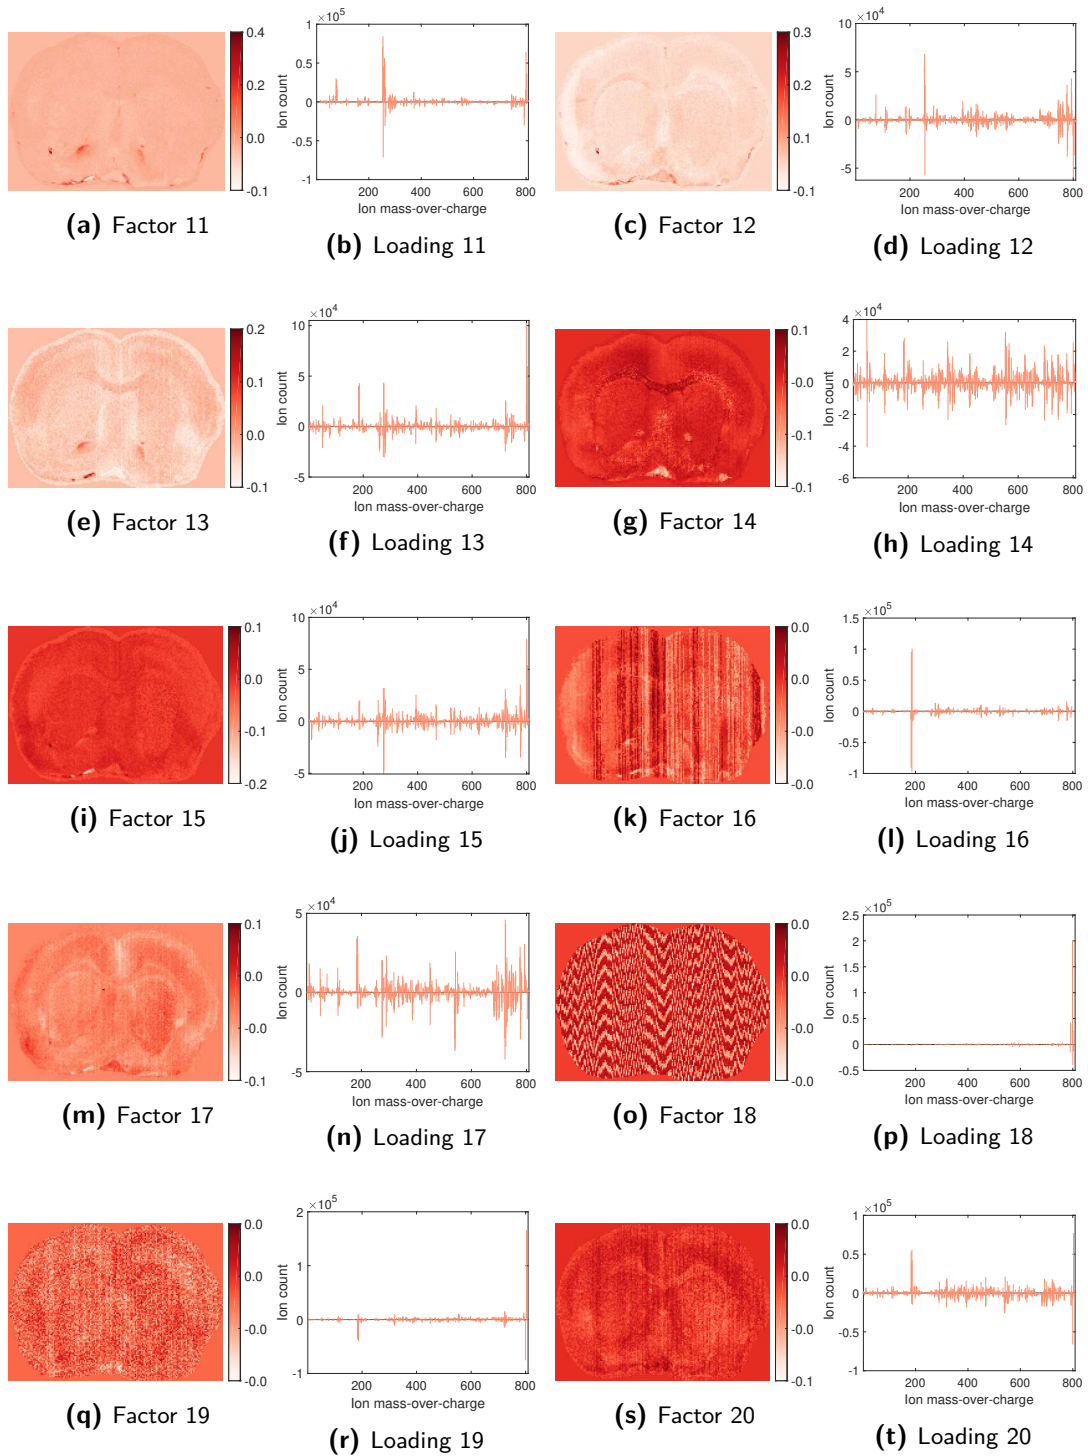 0.4
0.2
0.0
-0.1
×10^5
1
0.5
0
-0.5
-1
Ion count
200 400 600 800
Ion mass-over-charge
0.3
0.2
0.1
0.0
-0.1
×10^4
10
5
0
-5
Ion count
200 400 600 800
Ion mass-over-charge
(a) Factor 11
(b) Loading 11
(c) Factor 12
(d) Loading 12
0.2
0.1
0.0
-0.1
×10^4
10
5
0
-5
Ion count
200 400 600 800
Ion mass-over-charge
0.1
-0.0
-0.1
-0.1
×10^4
4
2
0
-2
-4
-6
Ion count
200 400 600 800
Ion mass-over-charge
(e) Factor 13
(f) Loading 13
(g) Factor 14
(h) Loading 14
0.1
0.0
-0.1
-0.2
×10^4
10
5
0
-5
Ion count
200 400 600 800
Ion mass-over-charge
0.0
0.0
-0.0
-0.0
×10^5
1.5
1
0.5
0
-0.5
-1
Ion count
200 400 600 800
Ion mass-over-charge
(i) Factor 15
(j) Loading 15
(k) Factor 16
(l) Loading 16
0.1
0.0
-0.0
-0.1
×10^4
5
0
-5
Ion count
200 400 600 800
Ion mass-over-charge
0.0
0.0
-0.0
-0.0
×10^5
2.5
2
1.5
1
0.5
0
-0.5
Ion count
200 400 600 800
Ion mass-over-charge
(m) Factor 17
(n) Loading 17
(o) Factor 18
(p) Loading 18
0.0
0.0
-0.0
-0.0
×10^5
2
1
0
-1
Ion count
200 400 600 800
Ion mass-over-charge
0.0
0.0
-0.0
-0.1
×10^5
1
0.5
0
-0.5
-1
Ion count
200 400 600 800
Ion mass-over-charge
(q) Factor 19
(r) Loading 19
(s) Factor 20
(t) Loading 20